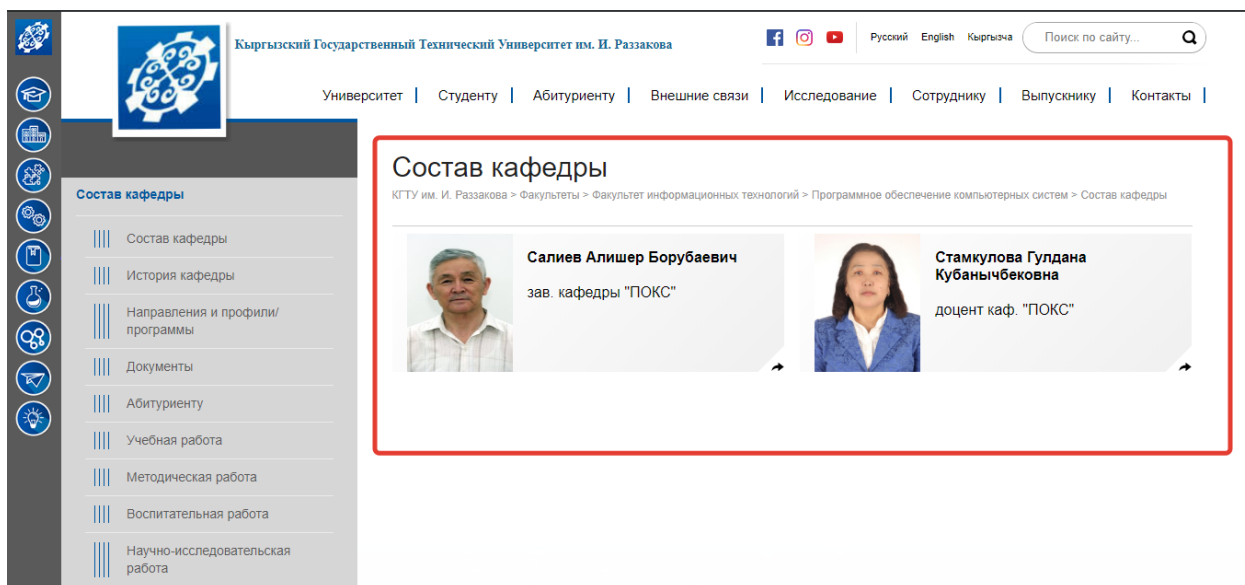 Кыргызский Государственный Технический Университет им. И. Раззакова
Русский English Кыргызча
Поиск по сайту...
Университет | Студенту | Абитуриенту | Внешние связи | Исследование | Сотруднику | Выпускнику | Контакты |
Состав кафедры
Состав кафедры
История кафедры
Направления и профили/
программы
Документы
Абитуриенту
Учебная работа
Методическая работа
Воспитательная работа
Научно-исследовательская
работа
Состав кафедры
КГТУ им. И. Раззакова > Факультеты > Факультет информационных технологий > Программное обеспечение компьютерных систем > Состав кафедры
Салиев Алишер Борубаевич
зав. кафедры "ПОКС"
Стамкулова Гулдана
Кубанычбековна
доцент каф. "ПОКС"